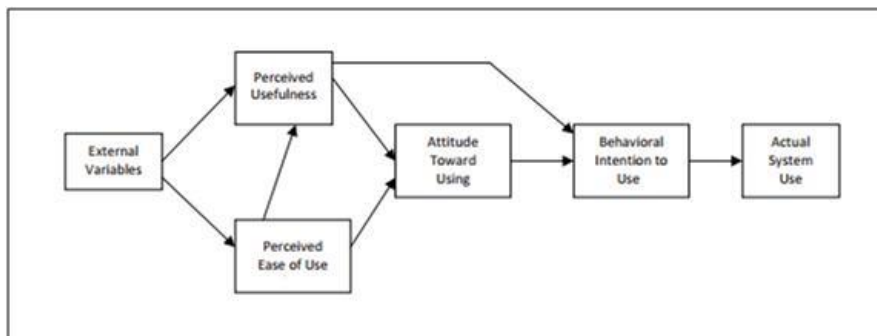 Perceived
Usefulness
External
Variables
Perceived
Ease of Use
Attitude
Toward
Using
Behavioral
Intention to
Use
Actual
System
Use